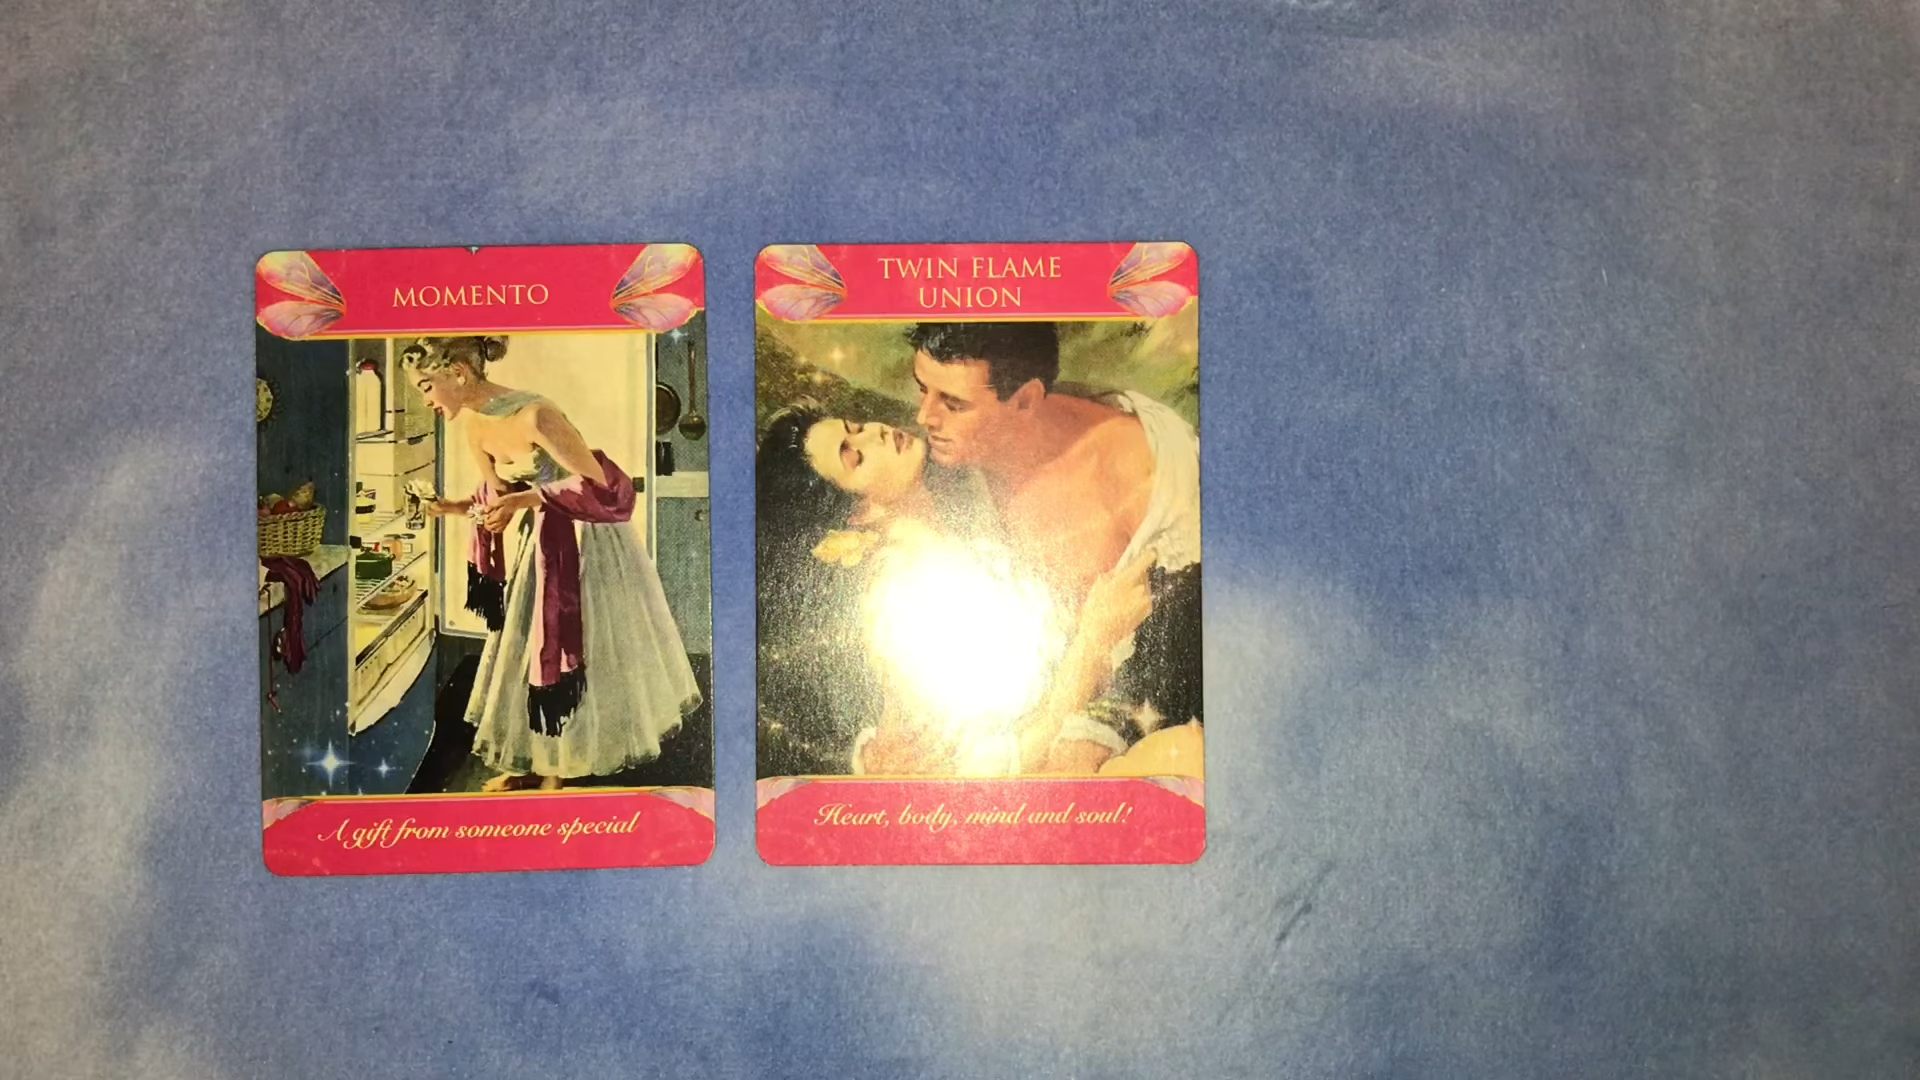 MOMENTO
A gift from someone special
TWIN FLAME
UNION
Heart, body, mind and soul!